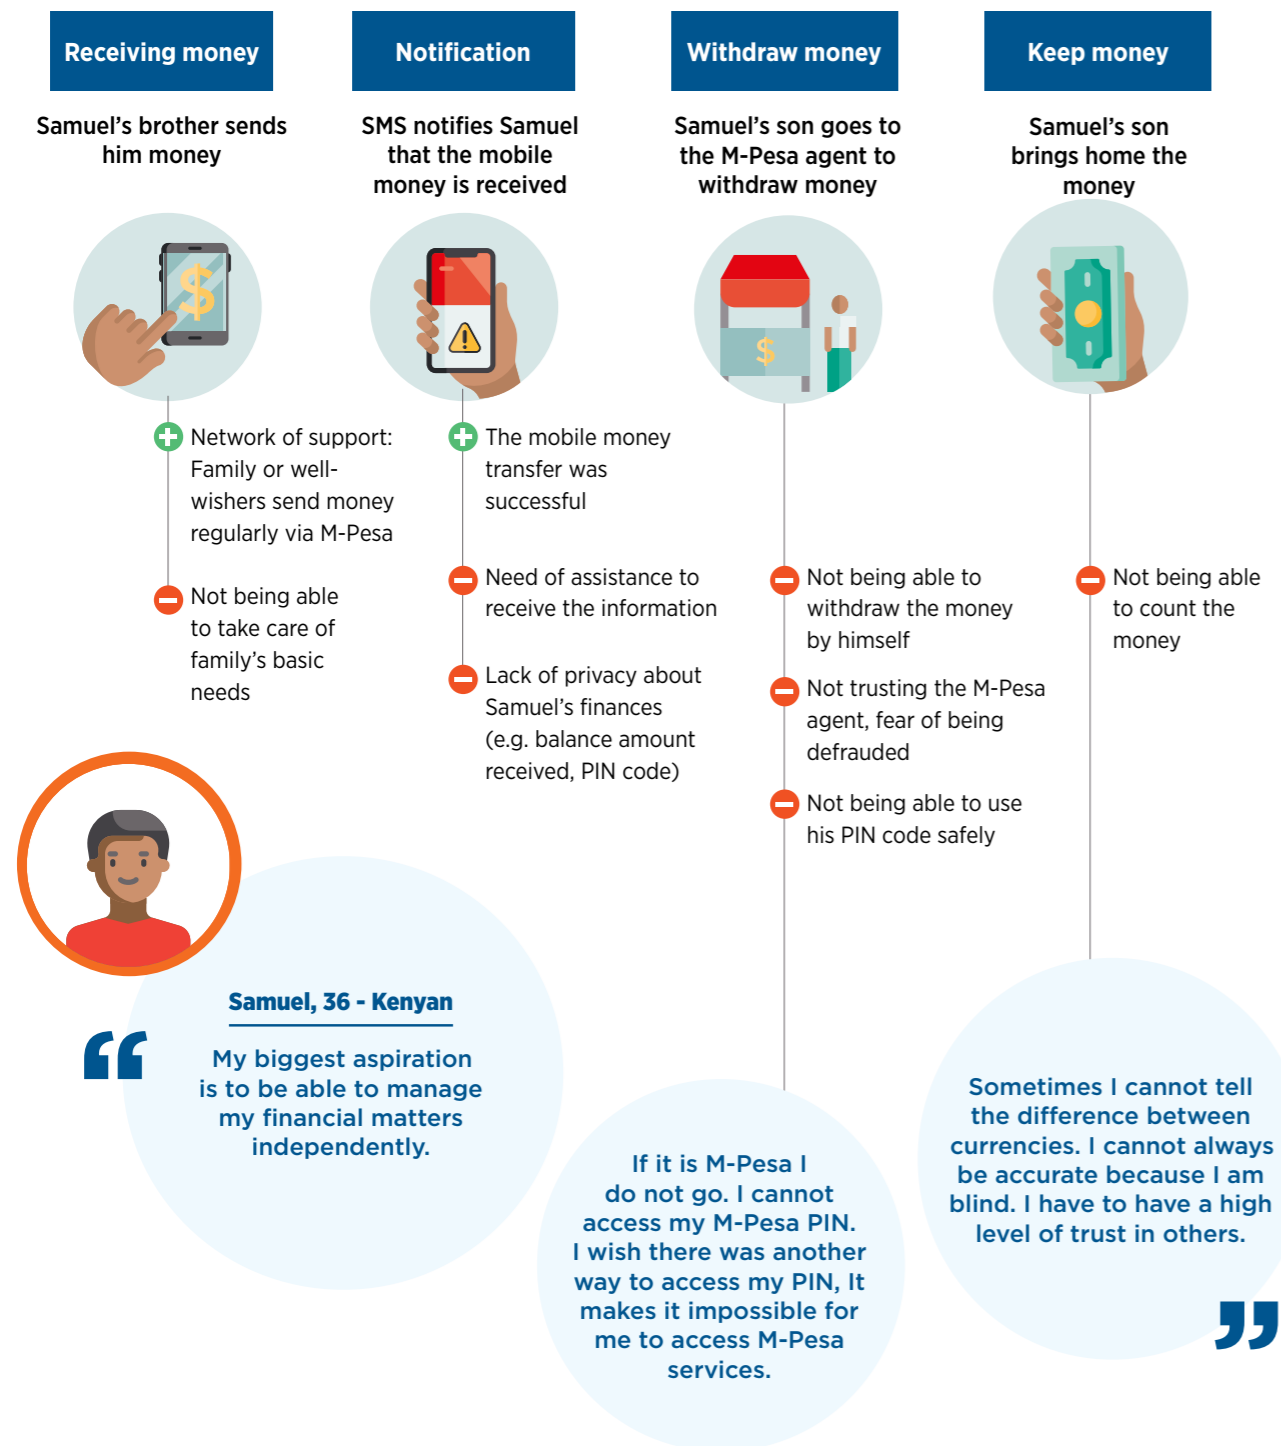 Receiving money
Samuel’s brother sends
him money
Network of support:
Family or well-
wishers send money
regularly via M-Pesa
Not being able
to take care of
family’s basic
needs
Notification
SMS notifies Samuel
that the mobile
money is received
The mobile money
transfer was
successful
Need of assistance to
receive the information
Lack of privacy about
Samuel’s finances
(e.g. balance amount
received, PIN code)
Withdraw money
Samuel’s son goes to
the M-Pesa agent to
withdraw money
$
Not being able to
withdraw the money
by himself
Not trusting the M-Pesa
agent, fear of being
defrauded
Not being able to use
his PIN code safely
Keep money
Samuel’s son
brings home the
money
Not being able
to count the
money
Samuel, 36 - Kenyan
“
My biggest aspiration
is to be able to manage
my financial matters
independently.
If it is M-Pesa I
do not go. I cannot
access my M-Pesa PIN.
I wish there was another
way to access my PIN, It
makes it impossible for
me to access M-Pesa
services.
Sometimes I cannot tell
the difference between
currencies. I cannot always
be accurate because I am
blind. I have to have a high
level of trust in others.
”